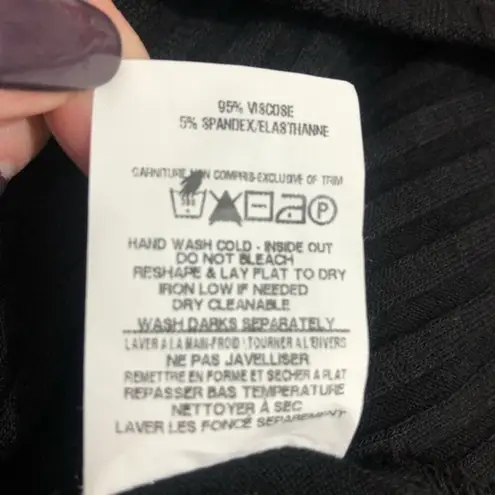 95% VISCOSE
5% SPANDEX/ELASTHANNE
GARNITURE NON COMPRIS-EXCLUSIVE OF TRIM
P
HAND WASH COLD - INSIDE OUT
DO NOT BLEACH
RESHAPE & LAY FLAT TO DRY
IRON LOW IF NEEDED
DRY CLEANABLE
WASH DARKS SEPARATELY
LAVER A LA MAIN-FROID \ TOURNER A L'ENVERS
NE PAS JAVELLISER
REMETTRE EN FORME ET SECHER A PLAT
REPASSER BAS TEMPERATURE
NETTOYER À SEC
LAVER LES FONCÉ SEPAREMENT